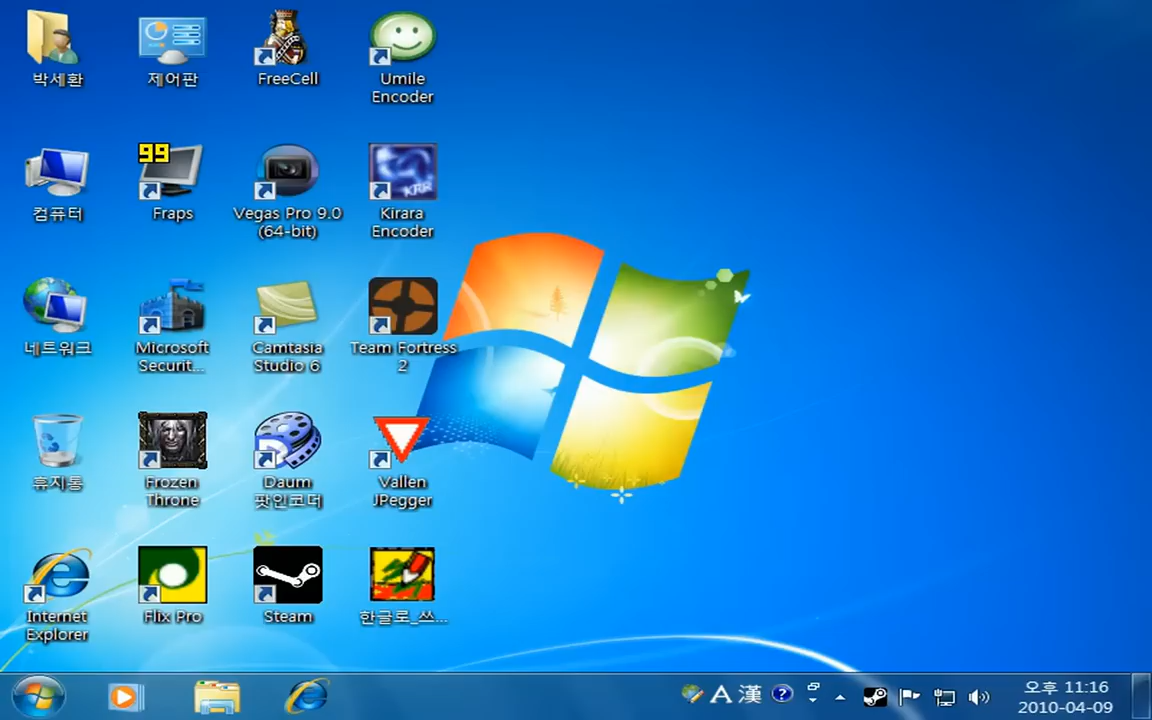 박세환
제어판
FreeCell
Umile
Encoder
컴퓨터
99
Fraps
Vegas Pro 9.0
(64-bit)
KRR
Kirara
Encoder
네트워크
Microsoft
Securit...
Camtasia
Studio 6
Team Fortress
2
휴지통
Frozen
Throne
Daum
팟인코더
Vallen
JPegger
Internet
Explorer
Flix Pro
Steam
한글로_쓰...
A 漢 ?
오후 11:16
2010-04-09